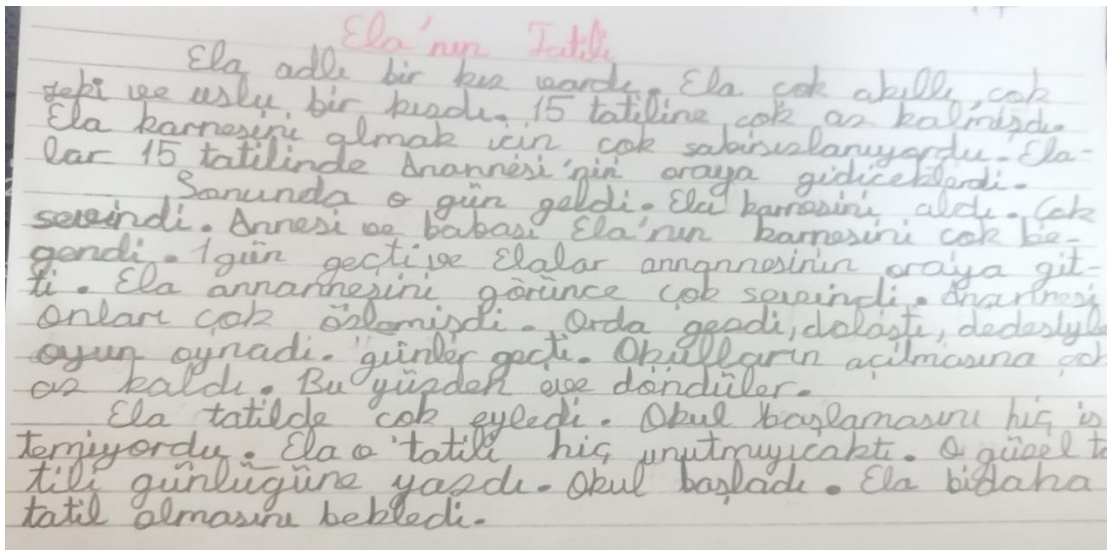 Ela'nın Tatili
Ela adlı bir kız vardı. Ela çok akıllı, çok
zeki ve uslu bir kızdı. 15 tatiline çok az kalmışdı.
Ela karnesini almak için çok sabırsızlanıyordu. Ela-
lar 15 tatilinde Anannesi'nin oraya gidiceklerdi.
Sonunda o gün geldi. Ela karnesini aldı. Çok
sevindi. Annesi ve babası Ela'nın karnesini çok be-
gendi. 1 gün geçti ve Elalar annannesinin oraya git-
ti. Ela annannesini görünce çok sevindi. Anannesi
onları çok özlemişdi. Orda gezdi, dolaştı, dedesiyle
oyun oynadı. günler geçti. Okulların açılmasına çok
az kaldı. Bu yüzden eve döndüler.
Ela tatilde çok eyledi. Okul başlamasını hiç is
temiyordu. Ela o tatili hiç unutmuyıcaktı. O güzel ta
tili günlüğüne yazdı. Okul başladı. Ela bidaha
tatil olmasını bekledi.